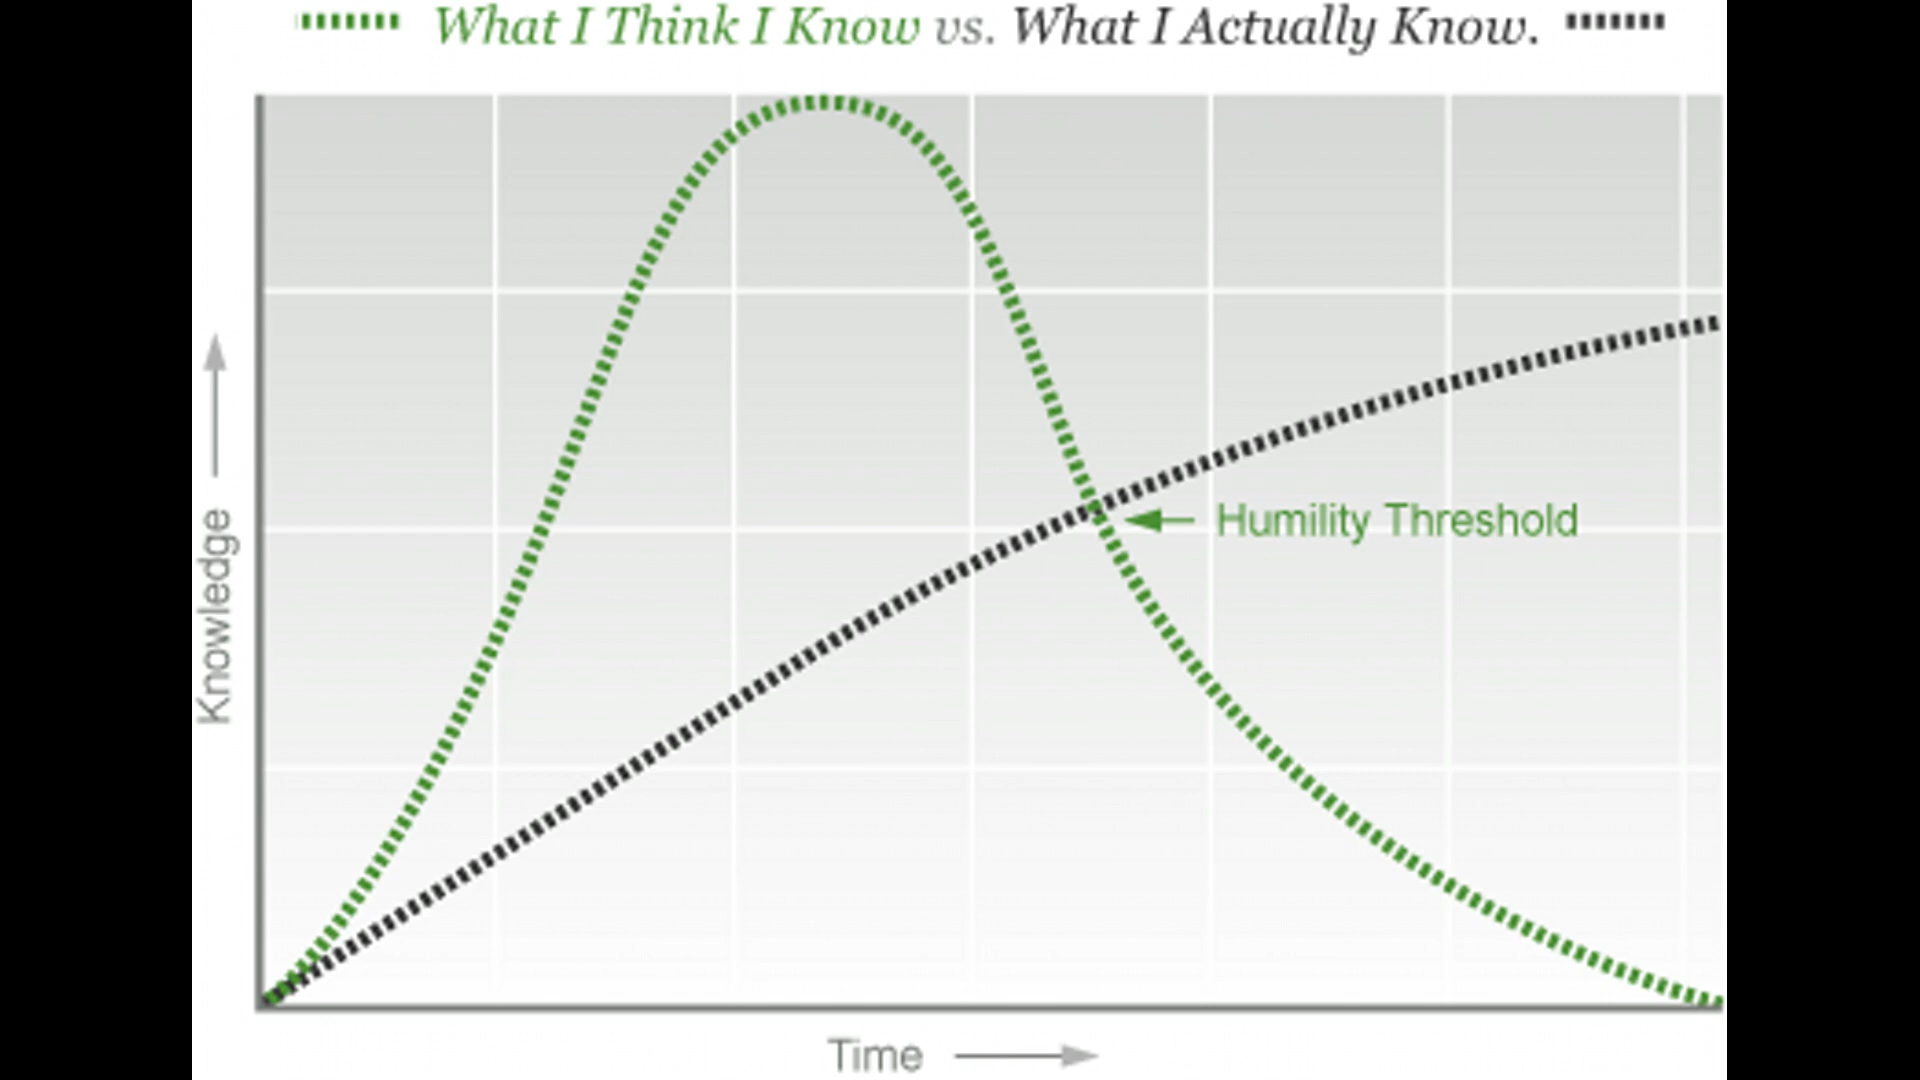 What I Think I Know vs. What I Actually Know.
Humility Threshold
Knowledge
Time